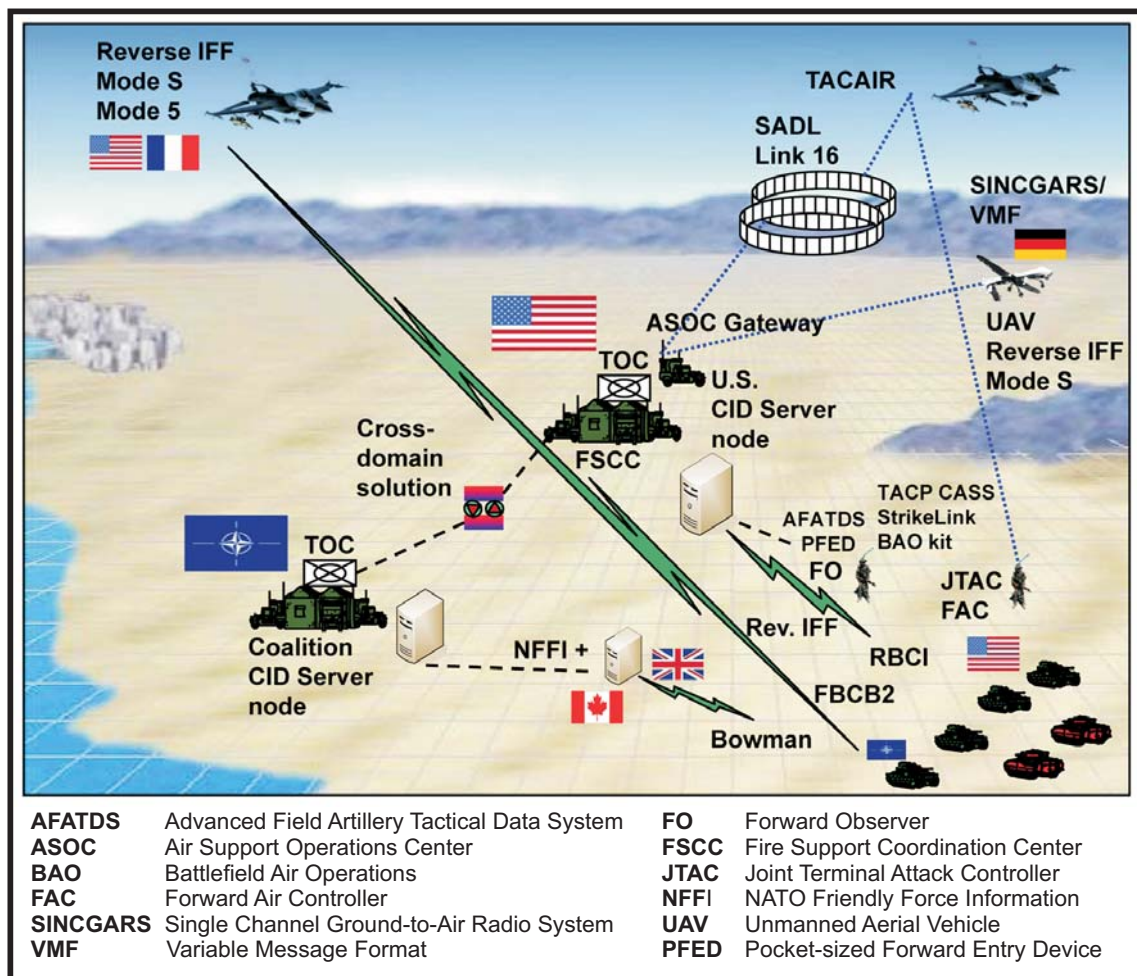 Reverse IFF
Mode S
Mode 5
TACAIR
SADL
Link 16
SINCGARS/
VMF
UAV
Reverse IFF
Mode S
ASOC Gateway
TOC
U.S.
CID Server
node
FSCC
Cross-
domain
solution
TOC
Coalition
CID Server
node
NFFI +
Bowman
AFATDS
PFED
FO
TACP CASS
StrikeLink
BAO kit
JTAC
FAC
Rev. IFF
RBCI
FBCB2
AFATDS Advanced Field Artillery Tactical Data System
ASOC Air Support Operations Center
BAO Battlefield Air Operations
FAC Forward Air Controller
SINCGARS Single Channel Ground-to-Air Radio System
VMF Variable Message Format
FO Forward Observer
FSCC Fire Support Coordination Center
JTAC Joint Terminal Attack Controller
NFFI NATO Friendly Force Information
UAV Unmanned Aerial Vehicle
PFED Pocket-sized Forward Entry Device